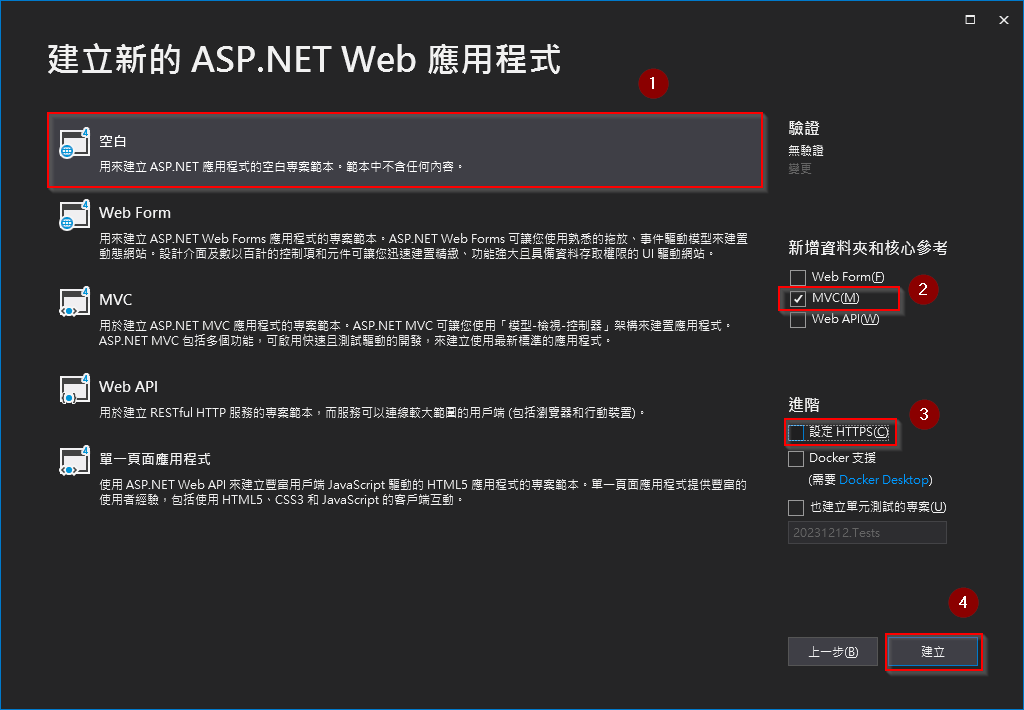 建立新的 ASP.NET Web 應用程式
1
空白
用來建立 ASP.NET 應用程式的空白專案範本。範本中不含任何內容。
Web Form
用來建立 ASP.NET Web Forms 應用程式的專案範本。ASP.NET Web Forms 可讓您使用熟悉的拖放、事件驅動模型來建置
動態網站。設計介面及數以百計的控制項和元件可讓您迅速建置精緻、功能強大且具備資料存取權限的 UI 驅動網站。
MVC
用於建立 ASP.NET MVC 應用程式的專案範本。ASP.NET MVC 可讓您使用「模型-檢視-控制器」架構來建置應用程式。
ASP.NET MVC 包括多個功能，可啟用快速且測試驅動的開發，來建立使用最新標準的應用程式。
Web API
用於建立 RESTful HTTP 服務的專案範本，而服務可以連線較大範圍的用戶端 (包括瀏覽器和行動裝置)。
單一頁面應用程式
使用 ASP.NET Web API 來建立豐富用戶端 JavaScript 驅動的 HTML5 應用程式的專案範本。單一頁面應用程式提供豐富的
使用者經驗，包括使用 HTML5、CSS3 和 JavaScript 的客戶端互動。
驗證
無驗證
變更
新增資料夾和核心參考
Web Form(F)
MVC(M)
2
Web API(W)
進階
3
設定 HTTPS(C)
Docker 支援
(需要 Docker Desktop)
也建立單元測試的專案(U)
20231212.Tests
4
上一步(B)
建立